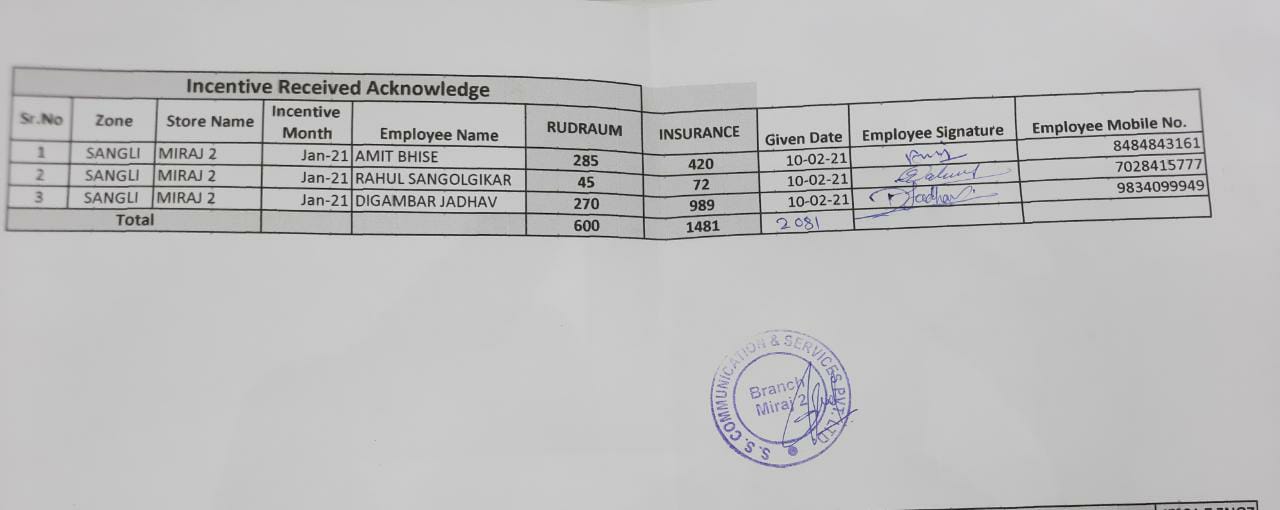 Incentive Received Acknowledge
Sr.No Zone Store Name Incentive Month Employee Name RUDRAUM INSURANCE Given Date Employee Signature Employee Mobile No.
1 SANGLI MIRAJ 2 Jan-21 AMIT BHISE 285 420 10-02-21 8484843161
2 SANGLI MIRAJ 2 Jan-21 RAHUL SANGOLGIKAR 45 72 10-02-21 7028415777
3 SANGLI MIRAJ 2 Jan-21 DIGAMBAR JADHAV 270 989 10-02-21 DJadhav 9834099949
Total 600 1481 2081
S. S. COMMUNICATION & SERVICES PVT. LTD
Branch
Miraj 2